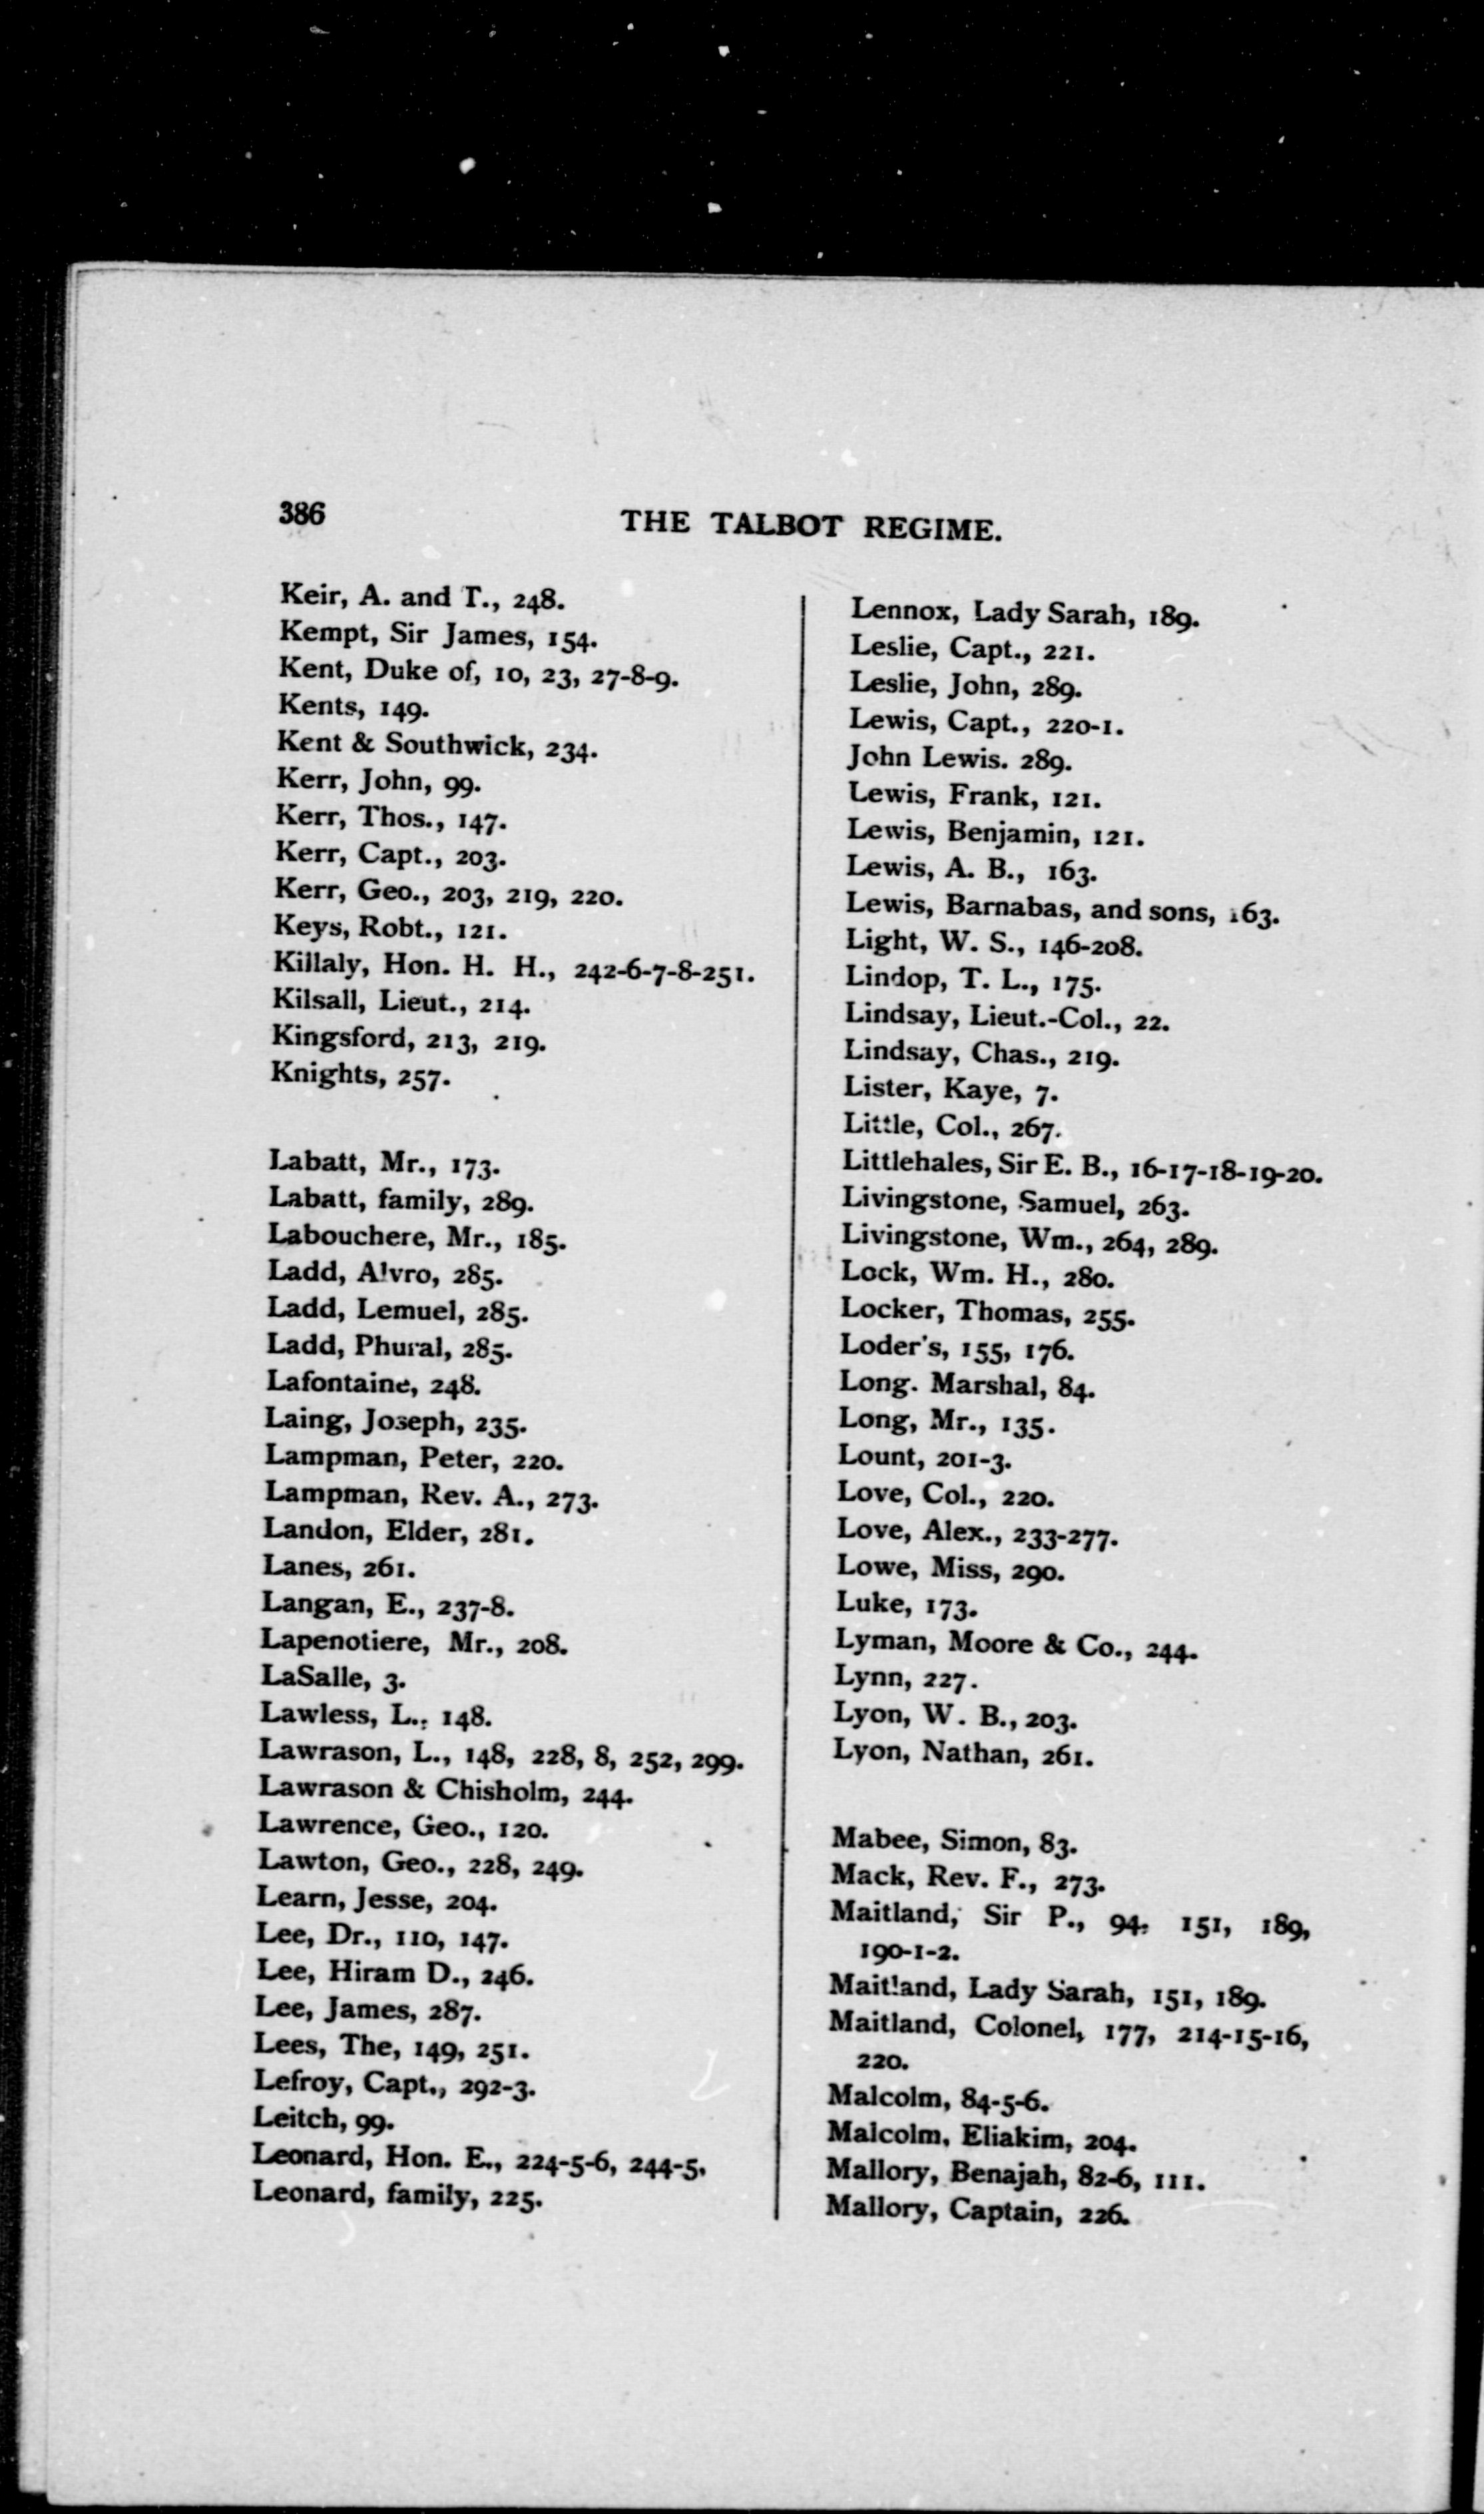 386
THE TALBOT REGIME.
Keir, A. and T., 248.
Kempt, Sir James, 154.
Kent, Duke of, 10, 23, 27-8-9.
Kents, 149.
Kent & Southwick, 234.
Kerr, John, 99.
Kerr, Thos., 147.
Kerr, Capt., 203.
Kerr, Geo., 203, 219, 220.
Keys, Robt., 121.
Killaly, Hon. H. H., 242-6-7-8-251.
Kilsall, Lieut., 214.
Kingsford, 213, 219.
Knights, 257.
Labatt, Mr., 173.
Labatt, family, 289.
Labouchere, Mr., 185.
Ladd, Alvro, 285.
Ladd, Lemuel, 285.
Ladd, Phural, 285.
Lafontaine, 248.
Laing, Joseph, 235.
Lampman, Peter, 220.
Lampman, Rev. A., 273.
Landon, Elder, 281.
Lanes, 261.
Langan, E., 237-8.
Lapenotiere, Mr., 208.
LaSalle, 3.
Lawless, L., 148.
Lawrason, L., 148, 228, 8, 252, 299.
Lawrason & Chisholm, 244.
Lawrence, Geo., 120.
Lawton, Geo., 228, 249.
Learn, Jesse, 204.
Lee, Dr., 110, 147.
Lee, Hiram D., 246.
Lee, James, 287.
Lees, The, 149, 251.
Lefroy, Capt., 292-3.
Leitch, 99.
Leonard, Hon. E., 224-5-6, 244-5.
Leonard, family, 225.
Lennox, Lady Sarah, 189.
Leslie, Capt., 221.
Leslie, John, 289.
Lewis, Capt., 220-1.
John Lewis. 289.
Lewis, Frank, 121.
Lewis, Benjamin, 121.
Lewis, A. B., 163.
Lewis, Barnabas, and sons, 163.
Light, W. S., 146-208.
Lindop, T. L., 175.
Lindsay, Lieut.-Col., 22.
Lindsay, Chas., 219.
Lister, Kaye, 7.
Little, Col., 267.
Littlehales, Sir E. B., 16-17-18-19-20.
Livingstone, Samuel, 263.
Livingstone, Wm., 264, 289.
Lock, Wm. H., 280.
Locker, Thomas, 255.
Loder's, 155, 176.
Long. Marshal, 84.
Long, Mr., 135.
Lount, 201-3.
Love, Col., 220.
Love, Alex., 233-277.
Lowe, Miss, 290.
Luke, 173.
Lyman, Moore & Co., 244.
Lynn, 227.
Lyon, W. B., 203.
Lyon, Nathan, 261.
Mabee, Simon, 83.
Mack, Rev. F., 273.
Maitland, Sir P., 94, 151, 189,
190-1-2.
Maitland, Lady Sarah, 151, 189.
Maitland, Colonel, 177, 214-15-16,
220.
Malcolm, 84-5-6.
Malcolm, Eliakim, 204.
Mallory, Benajah, 82-6, 111.
Mallory, Captain, 226.